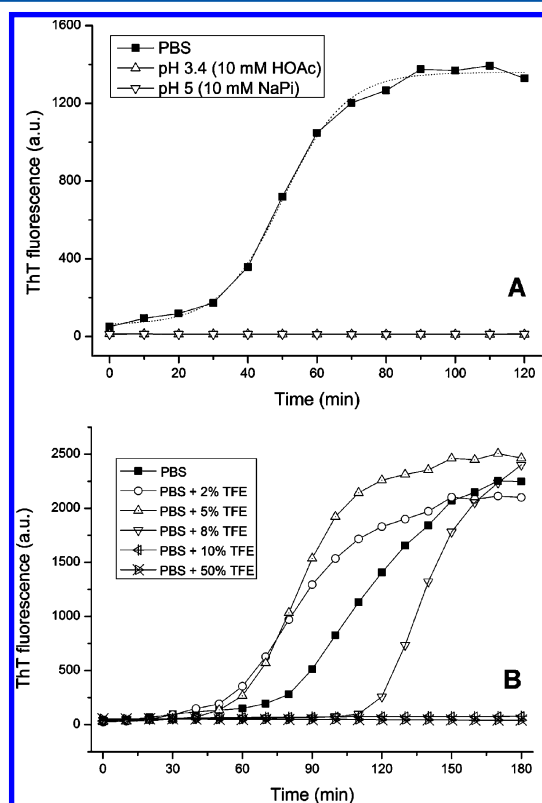 1600
1200
800
400
0
ThT fluorescence (a.u.)
PBS
pH 3.4 (10 mM HOAc)
pH 5 (10 mM NaPi)
A
0 20 40 60 80 100 120
Time (min)
2500
2000
1500
1000
500
0
ThT fluorescence (a.u.)
PBS
PBS + 2% TFE
PBS + 5% TFE
PBS + 8% TFE
PBS + 10% TFE
PBS + 50% TFE
B
0 30 60 90 120 150 180
Time (min)